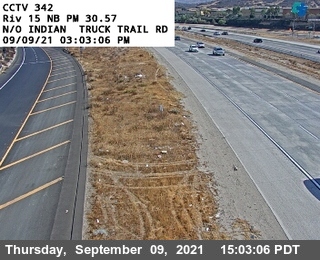 CCTV 342
Riv 15 NB PM 30.57
N/O INDIAN TRUCK TRAIL RD
09/09/21 03:03:06 PM
Thursday, September 09, 2021 15:03:06 PDT